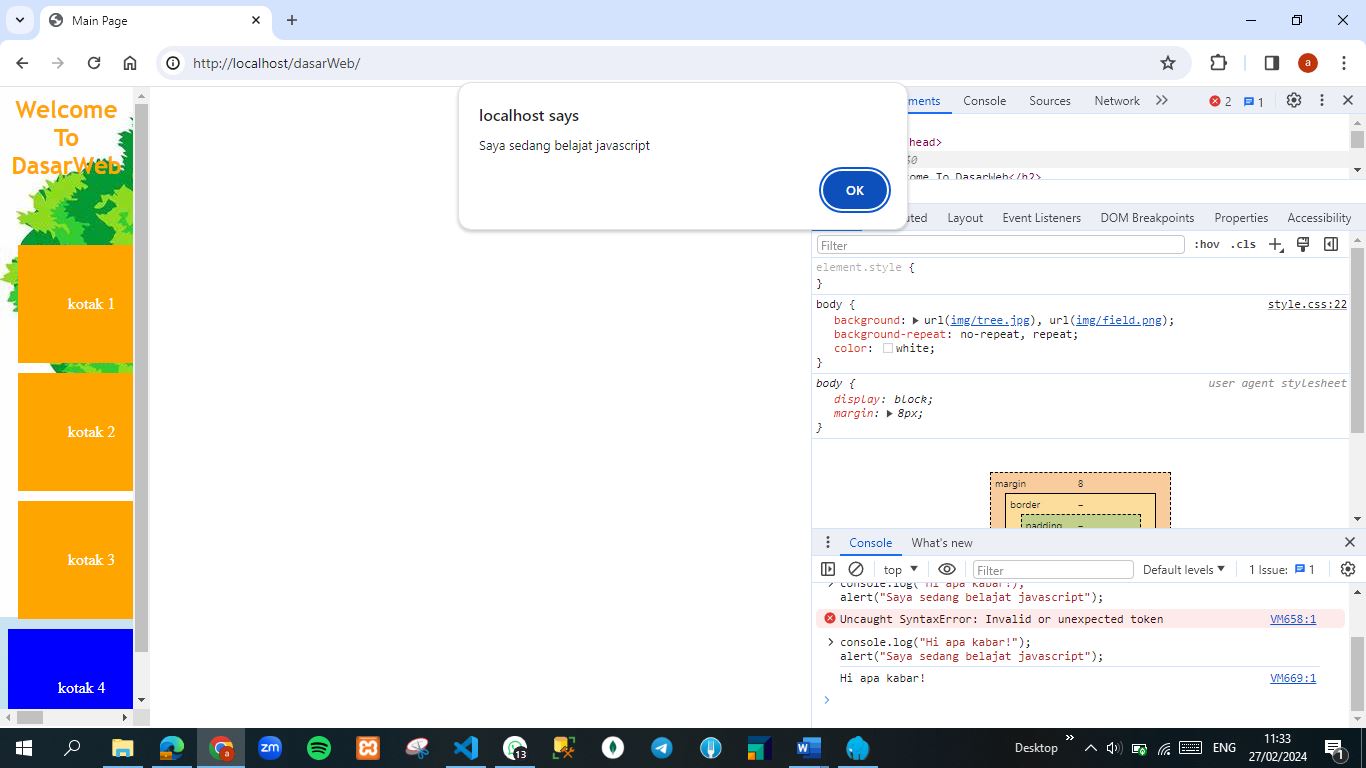 Main Page
http://localhost/dasarWeb/
a
Welcome
To
DasarWeb
kotak 1
kotak 2
kotak 3
kotak 4
localhost says
Saya sedang belajat javascript
OK
ments Console Sources Network 2 1
head>
come To DasarWeb</h2>
uted Layout Event Listeners DOM Breakpoints Properties Accessibility
Filter :hov .cls
element.style {
}
body { style.css:22
background: url(img/tree.jpg), url(img/field.png);
background-repeat: no-repeat, repeat;
color: white;
}
body { user agent stylesheet
display: block;
margin: 8px;
}
margin 8
border –
padding –
Console What's new
top Filter Default levels 1 Issue: 1
console.log("Hi apa kabar!);
alert("Saya sedang belajat javascript");
Uncaught SyntaxError: Invalid or unexpected token VM658:1
console.log("Hi apa kabar!");
alert("Saya sedang belajat javascript");
Hi apa kabar! VM669:1
zm
13
Desktop
ENG
11:33
27/02/2024
1